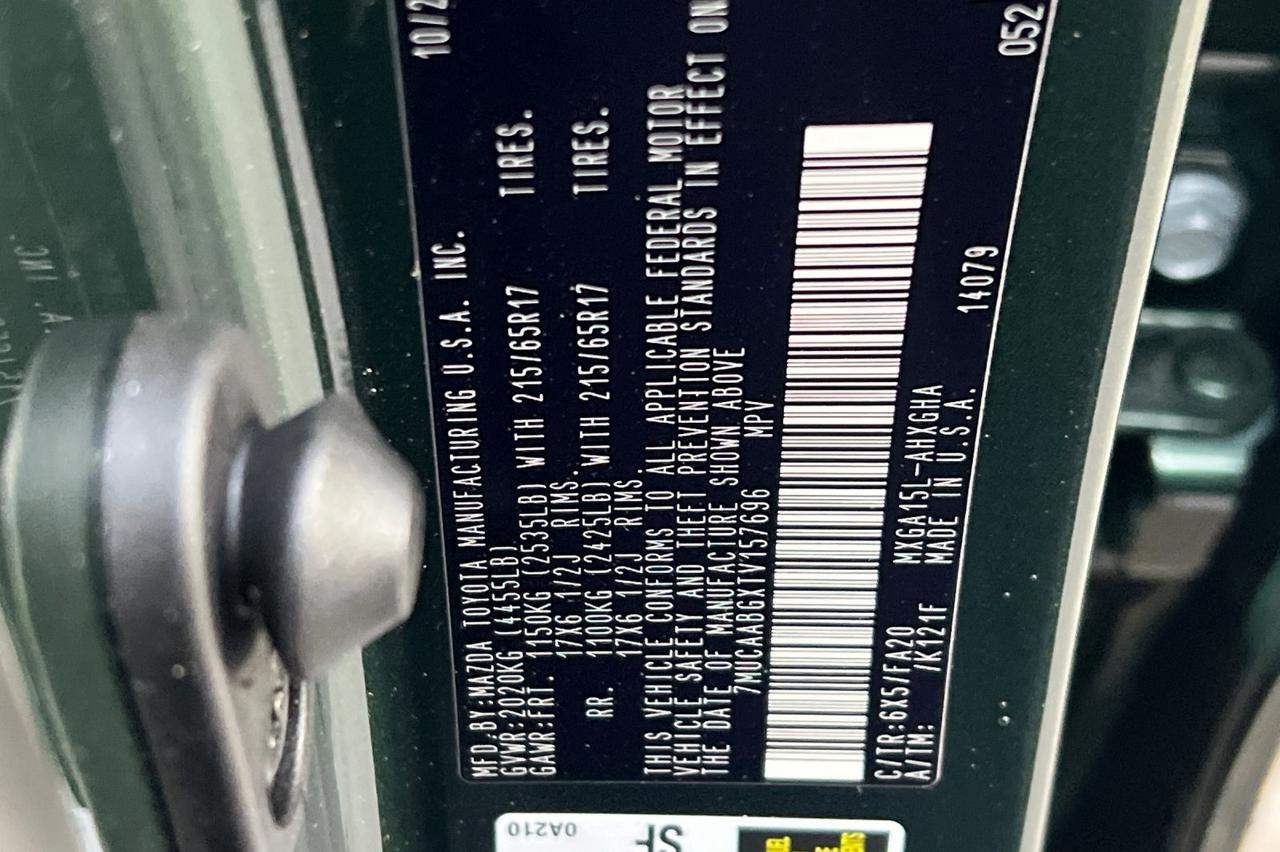 MFD.BY:MAZDA TOYOTA MANUFACTURING U.S.A. INC. 10/2
GVWR:2020KG (4455LB)
GAWR:FRT. 1150KG (2535LB) WITH 215/65R17 TIRES.
17X6 1/2J RIMS.
RR. 1100KG (2425LB) WITH 215/65R17 TIRES.
17X6 1/2J RIMS.
THIS VEHICLE CONFORMS TO ALL APPLICABLE FEDERAL MOTOR
VEHICLE SAFETY AND THEFT PREVENTION STANDARDS IN EFFECT ON
THE DATE OF MANUFACTURE SHOWN ABOVE
7MUCAABGXTV157696 MPV
C/TR:6X5/FA20 MXGA15L-AHXGHA
A/TM: /K121F MADE IN U.S.A. 14079 052
0A210
SF